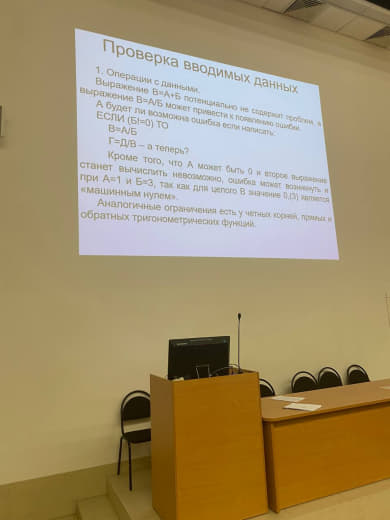 Проверка вводимых данных
1. Операции с данными.
Выражение В=А+Б потенциально не содержит проблем, а
выражение В=А/Б может привести к появлению ошибки.
А будет ли возможна ошибка если написать:
ЕСЛИ (Б!=0) ТО
В=А/Б
Г=Д/В – а теперь?
Кроме того, что А может быть 0 и второе выражение
станет вычислить невозможно, ошибка может возникнуть и
при А=1 и Б=3, так как для целого В значение 0,(3) является
«машинным нулем».
Аналогичные ограничения есть у четных корней, прямых и
обратных тригонометрических функций.